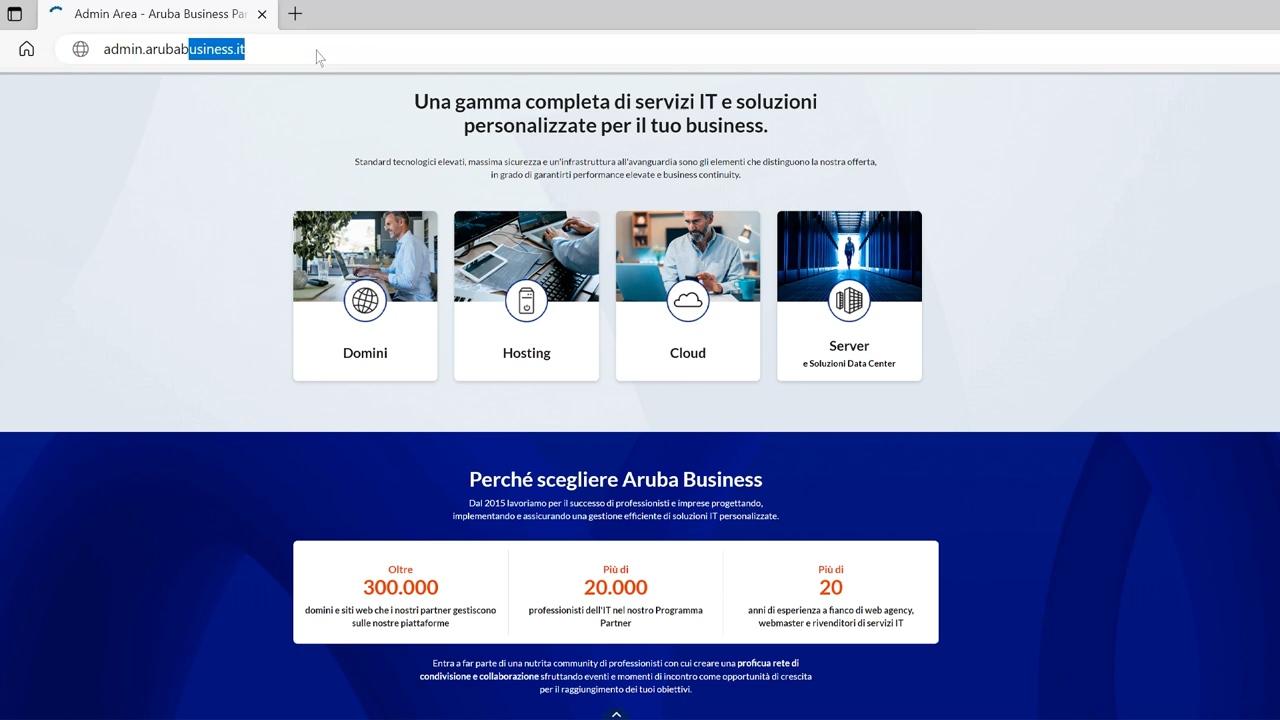 Admin Area - Aruba Business Par
admin.arubabusiness.it
Una gamma completa di servizi IT e soluzioni
personalizzate per il tuo business.
Standard tecnologici elevati, massima sicurezza e un'infrastruttura all'avanguardia sono gli elementi che distinguono la nostra offerta,
in grado di garantirti performance elevate e business continuity.
Domini
Hosting
Cloud
Server
e Soluzioni Data Center
Perché scegliere Aruba Business
Dal 2015 lavoriamo per il successo di professionisti e imprese progettando,
implementando e assicurando una gestione efficiente di soluzioni IT personalizzate.
Oltre
300.000
domini e siti web che i nostri partner gestiscono
sulle nostre piattaforme
Più di
20.000
professionisti dell'IT nel nostro Programma
Partner
Più di
20
anni di esperienza a fianco di web agency,
webmaster e rivenditori di servizi IT
Entra a far parte di una nutrita community di professionisti con cui creare una proficua rete di
condivisione e collaborazione sfruttando eventi e momenti di incontro come opportunità di crescita
per il raggiungimento dei tuoi obiettivi.